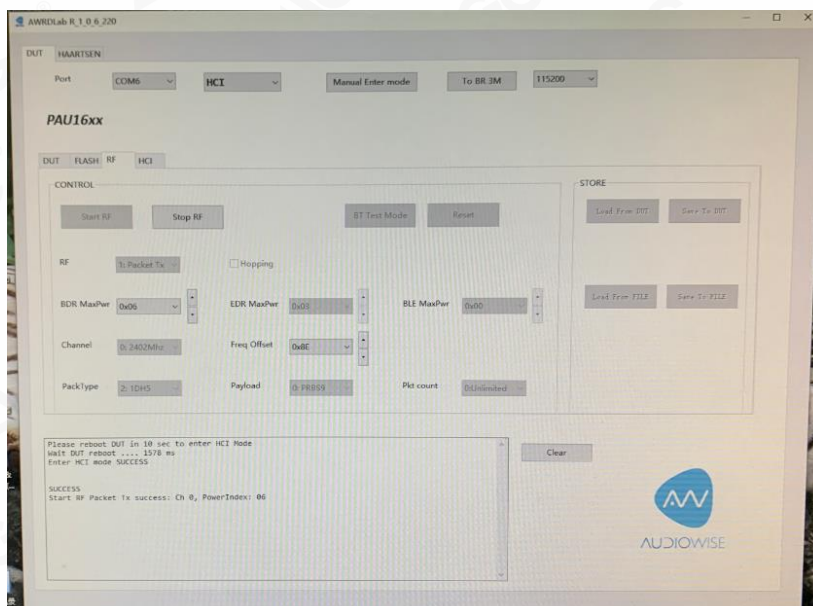 AWRDLab R_1_0_6_220
DUT HAARTSEN
Port COM6 HCI Manual Enter mode To BR 3M 115200
PAU16xx
DUT FLASH RF HCI
CONTROL STORE
Start RF Stop RF BT Test Mode Reset Load From DUT Save To DUT
RF 1: Packet Tx Hopping
BDR MaxPwr 0x06 EDR MaxPwr 0x03 BLE MaxPwr 0x00 Load From FILE Save To FILE
Channel 0: 2402Mhz Freq Offset 0x8E
PackType 2: 1DH5 Payload 0: PRBS9 Pkt count 0:Unlimited
Please reboot DUT in 10 sec to enter HCI Mode
Wait DUT reboot .... 1578 ms
Enter HCI mode SUCCESS
Clear
SUCCESS
Start RF Packet Tx success: Ch 0, PowerIndex: 06
AUDIOWISE